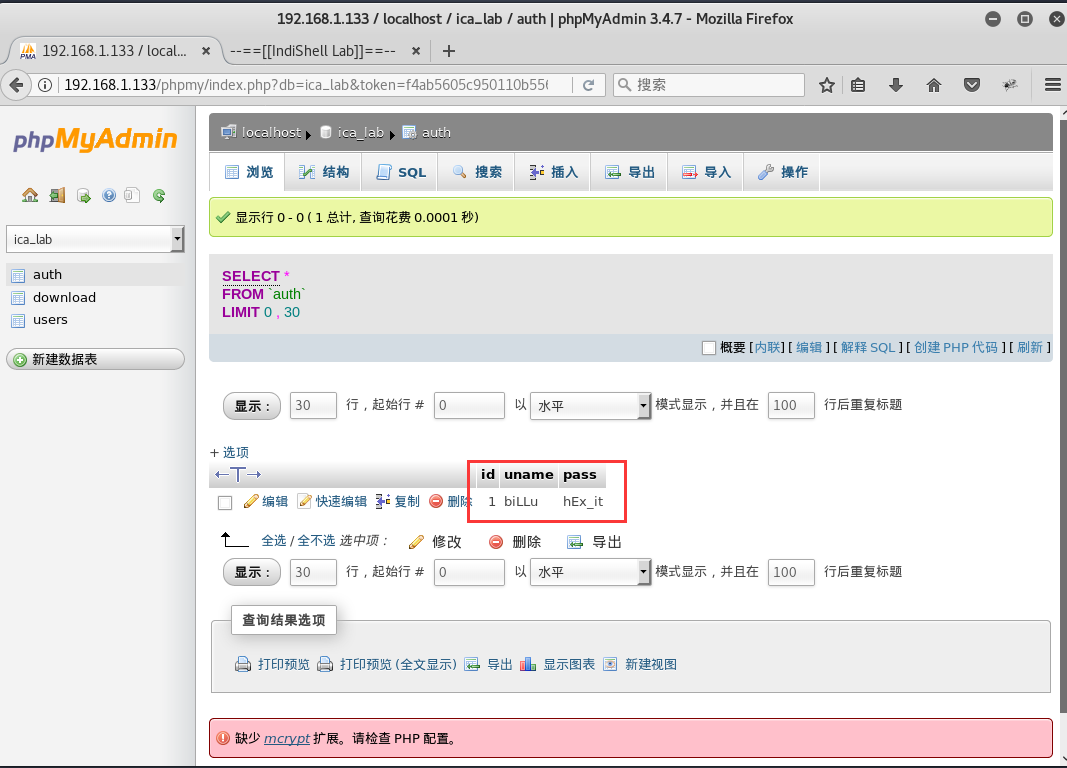 192.168.1.133 / localhost / ica_lab / auth | phpMyAdmin 3.4.7 - Mozilla Firefox
PMA 192.168.1.133 / local... × --==[[IndiShell Lab]]==-- × +
192.168.1.133/phpmy/index.php?db=ica_lab&token=f4ab5605c950110b556 搜索
phpMyAdmin
ica_lab
auth
download
users
新建数据表
localhost ica_lab auth
浏览 结构 SQL 搜索 插入 导出 导入 操作
显示行 0 - 0 ( 1 总计, 查询花费 0.0001 秒)
SELECT *
FROM `auth`
LIMIT 0 , 30
概要 [内联] [ 编辑 ] [ 解释 SQL ] [ 创建 PHP 代码 ] [ 刷新 ]
显示 : 30 行 , 起始行 # 0 以 水平 模式显示 , 并且在 100 行后重复标题
+ 选项
←T→ id uname pass
编辑 快速编辑 复制 删除 1 biLLu hEx_it
全选 / 全不选 选中项 : 修改 删除 导出
显示 : 30 行 , 起始行 # 0 以 水平 模式显示 , 并且在 100 行后重复标题
查询结果选项
打印预览 打印预览 (全文显示) 导出 显示图表 新建视图
缺少 mcrypt 扩展。请检查 PHP 配置。